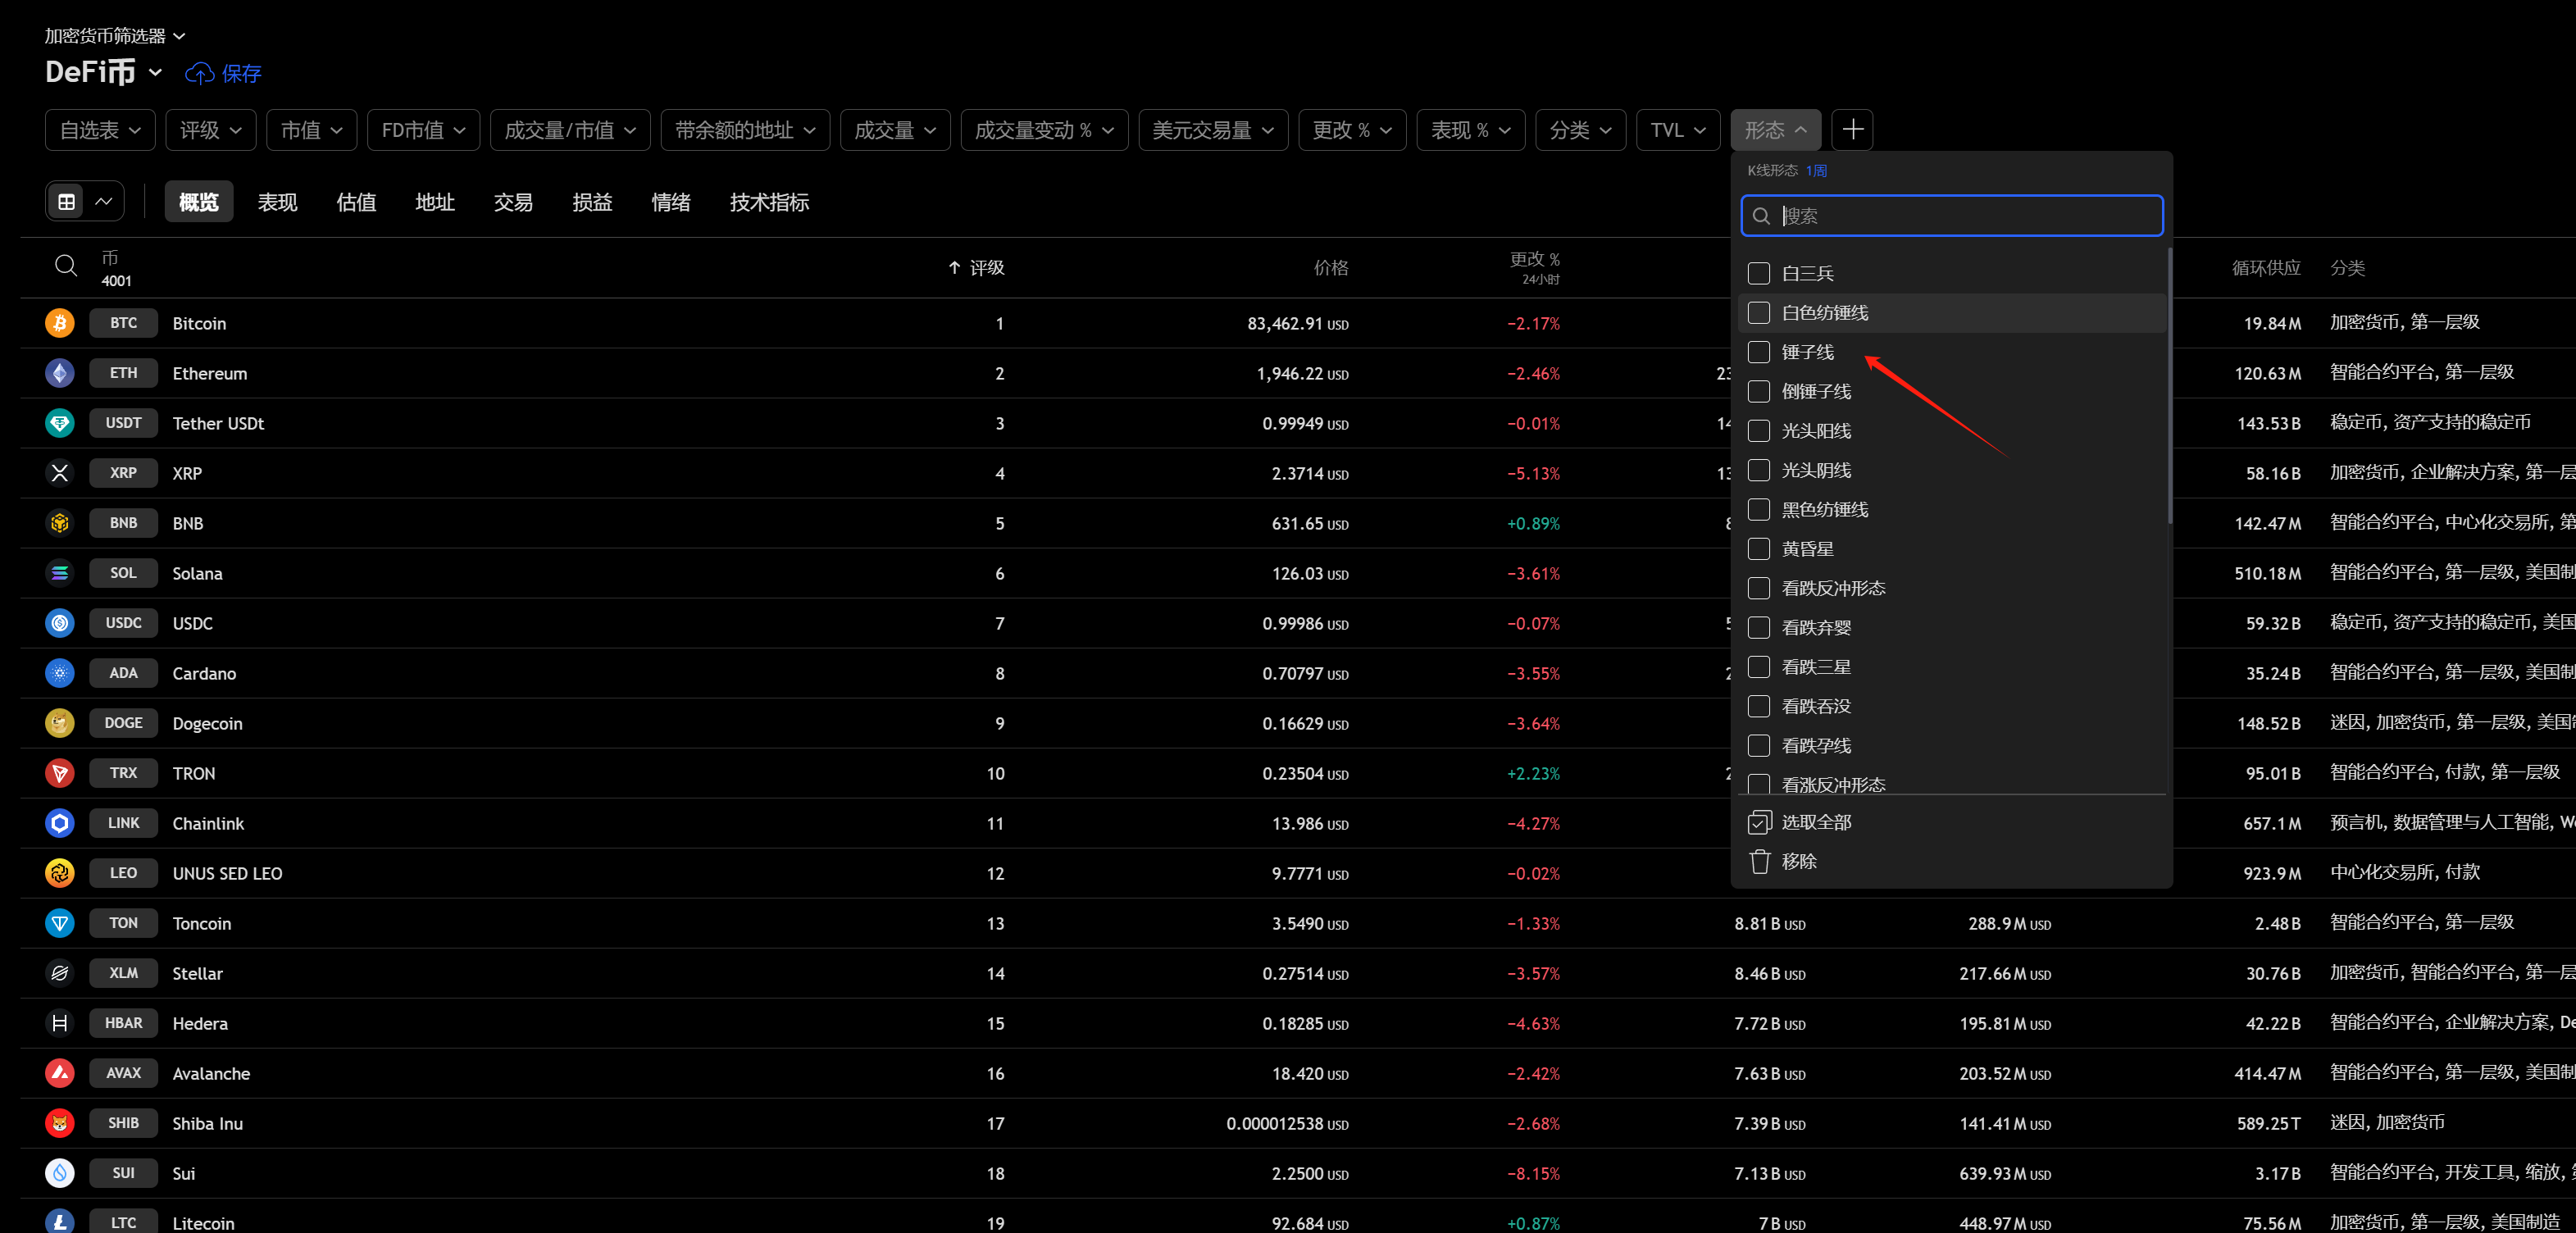 加密货币筛选器
DeFi币 保存
自选表 评级 市值 FD市值 成交量/市值 带余额的地址 成交量 成交量变动 % 美元交易量 更改 % 表现 % 分类 TVL 形态
概览 表现 估值 地址 交易 损益 情绪 技术指标
币
4001
评级
价格
更改 %
24小时
循环供应
分类
BTC Bitcoin 1 83,462.91 USD −2.17% 19.84 M 加密货币, 第一层级
ETH Ethereum 2 1,946.22 USD −2.46% 23 120.63 M 智能合约平台, 第一层级
USDT Tether USDt 3 0.99949 USD −0.01% 14 143.53 B 稳定币, 资产支持的稳定币
XRP XRP 4 2.3714 USD −5.13% 13 58.16 B 加密货币, 企业解决方案, 第一层
BNB BNB 5 631.65 USD +0.89% 8 142.47 M 智能合约平台, 中心化交易所, 第
SOL Solana 6 126.03 USD −3.61% 510.18 M 智能合约平台, 第一层级, 美国制
USDC USDC 7 0.99986 USD −0.07% 5 59.32 B 稳定币, 资产支持的稳定币, 美国
ADA Cardano 8 0.70797 USD −3.55% 2 35.24 B 智能合约平台, 第一层级, 美国制
DOGE Dogecoin 9 0.16629 USD −3.64% 148.52 B 迷因, 加密货币, 第一层级, 美国制
TRX TRON 10 0.23504 USD +2.23% 2 95.01 B 智能合约平台, 付款, 第一层级
LINK Chainlink 11 13.986 USD −4.27% 657.1 M 预言机, 数据管理与人工智能, We
LEO UNUS SED LEO 12 9.7771 USD −0.02% 923.9 M 中心化交易所, 付款
TON Toncoin 13 3.5490 USD −1.33% 8.81 B USD 288.9 M USD 2.48 B 智能合约平台, 第一层级
XLM Stellar 14 0.27514 USD −3.57% 8.46 B USD 217.66 M USD 30.76 B 加密货币, 智能合约平台, 第一层
HBAR Hedera 15 0.18285 USD −4.63% 7.72 B USD 195.81 M USD 42.22 B 智能合约平台, 企业解决方案, De
AVAX Avalanche 16 18.420 USD −2.42% 7.63 B USD 203.52 M USD 414.47 M 智能合约平台, 第一层级, 美国制
SHIB Shiba Inu 17 0.000012538 USD −2.68% 7.39 B USD 141.41 M USD 589.25 T 迷因, 加密货币
SUI Sui 18 2.2500 USD −8.15% 7.13 B USD 639.93 M USD 3.17 B 智能合约平台, 开发工具, 缩放, 第
LTC Litecoin 19 92.684 USD +0.87% 7 B USD 448.97 M USD 75.56 M 加密货币, 第一层级, 美国制造
K线形态 1周
搜索
白三兵
白色纺锤线
锤子线
倒锤子线
光头阳线
光头阴线
黑色纺锤线
黄昏星
看跌反冲形态
看跌弃婴
看跌三星
看跌吞没
看跌孕线
看涨反冲形态
选取全部
移除